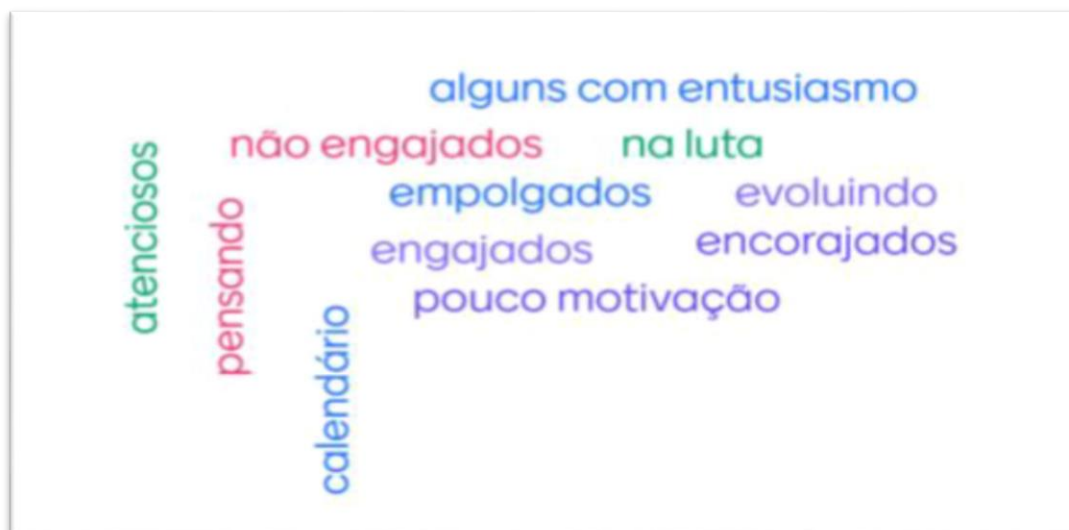 alguns com entusiasmo
não engajados
na luta
atenciosos
pensando
empolgados
evoluindo
engajados
encorajados
pouco motivação
calendário